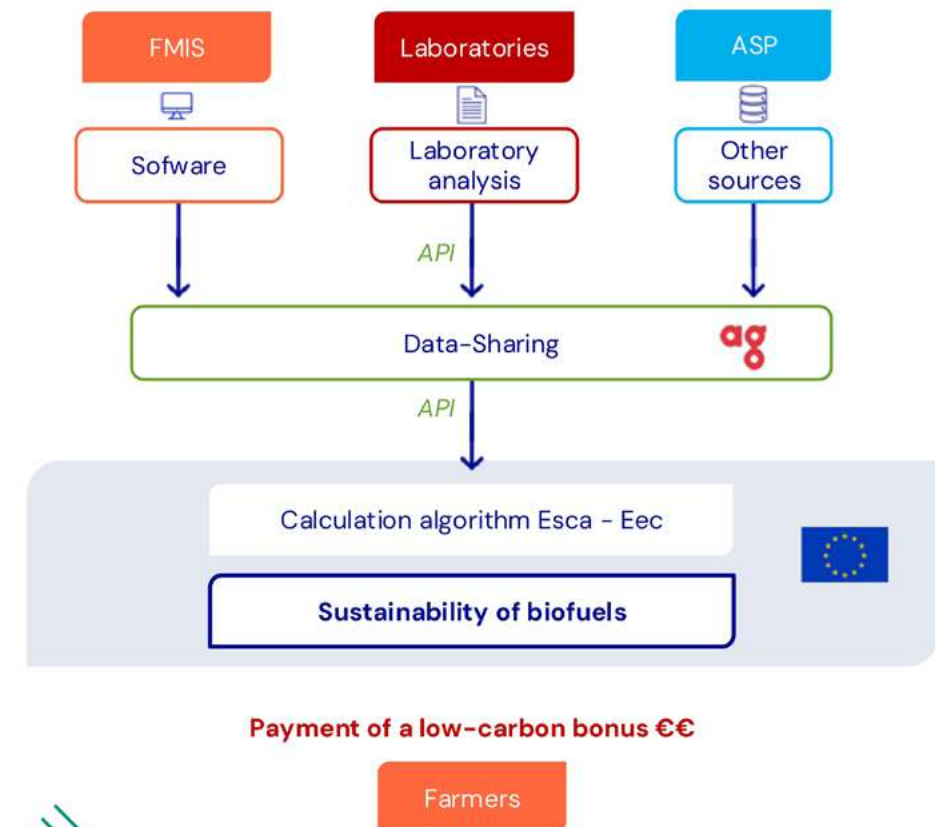 FMIS
Laboratories
ASP
Sofware
Laboratory
analysis
Other
sources
API
Data-Sharing
ag
API
Calculation algorithm Esca - Eec
Sustainability of biofuels
Payment of a low-carbon bonus €€
Farmers